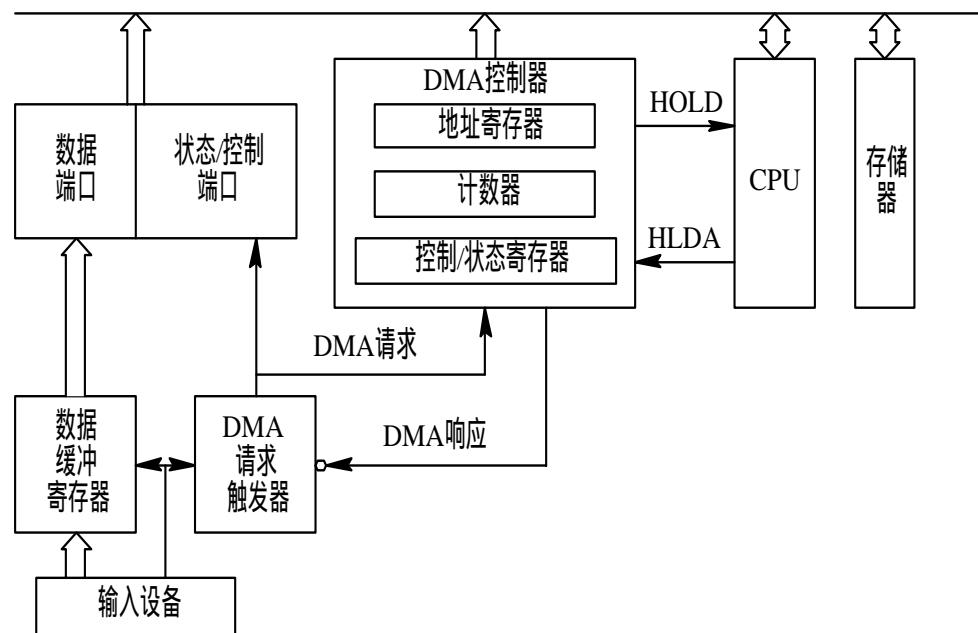 DMA控制器
地址寄存器
计数器
控制/状态寄存器
数据
端口
状态/控制
端口
HOLD
HLDA
CPU
存储
器
DMA请求
DMA响应
数据
缓冲
寄存器
DMA
请求
触发器
输入设备